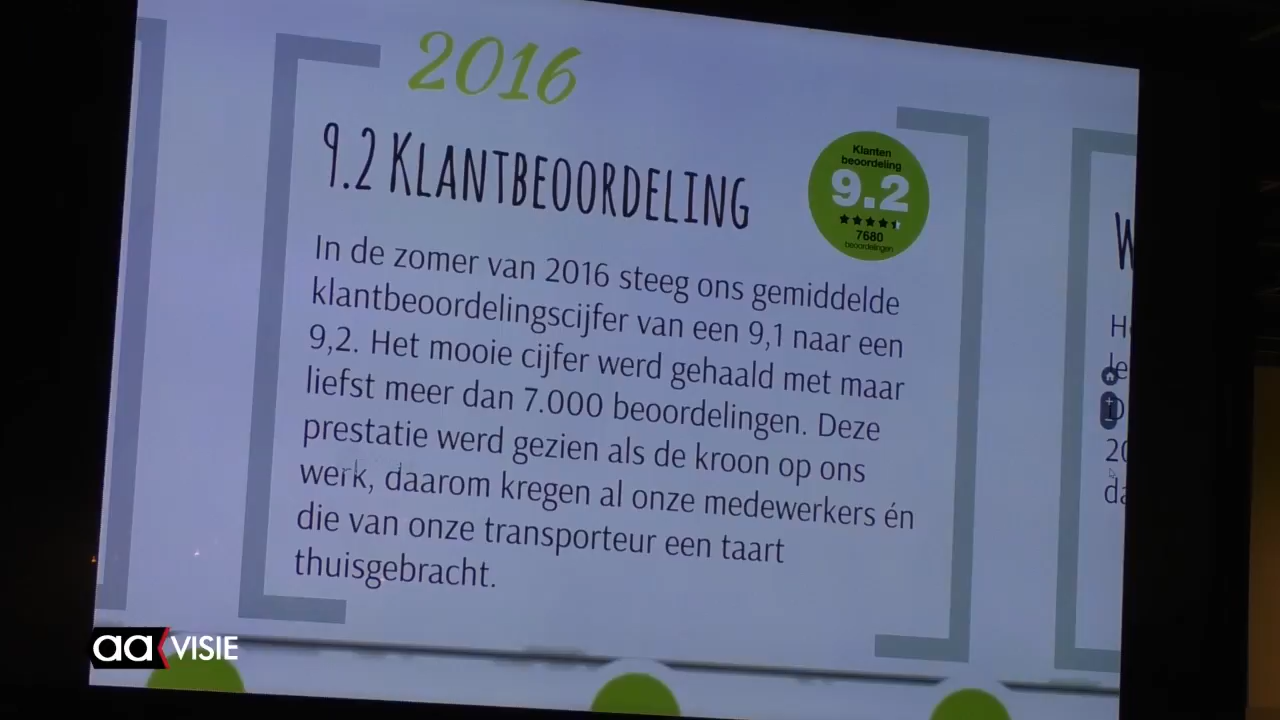 2016
9.2 KLANTBEOORDELING
Klanten
beoordeling
9.2
7680
beoordelingen
In de zomer van 2016 steeg ons gemiddelde
klantbeoordelingscijfer van een 9,1 naar een
9,2. Het mooie cijfer werd gehaald met maar
liefst meer dan 7.000 beoordelingen. Deze
prestatie werd gezien als de kroon op ons
werk, daarom kregen al onze medewerkers én
die van onze transporteur een taart
thuisgebracht.
aa VISIE